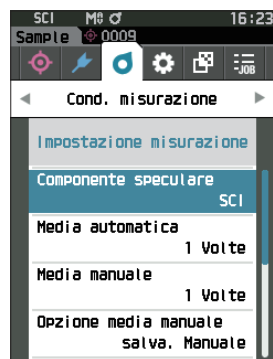 SCI M0 16:23
Sample 0009
-JOB
Cond. misurazione
Impostazione misurazione
Componente speculare
SCI
Media automatica
1 Volte
Media manuale
1 Volte
Opzione media manuale
salva. Manuale